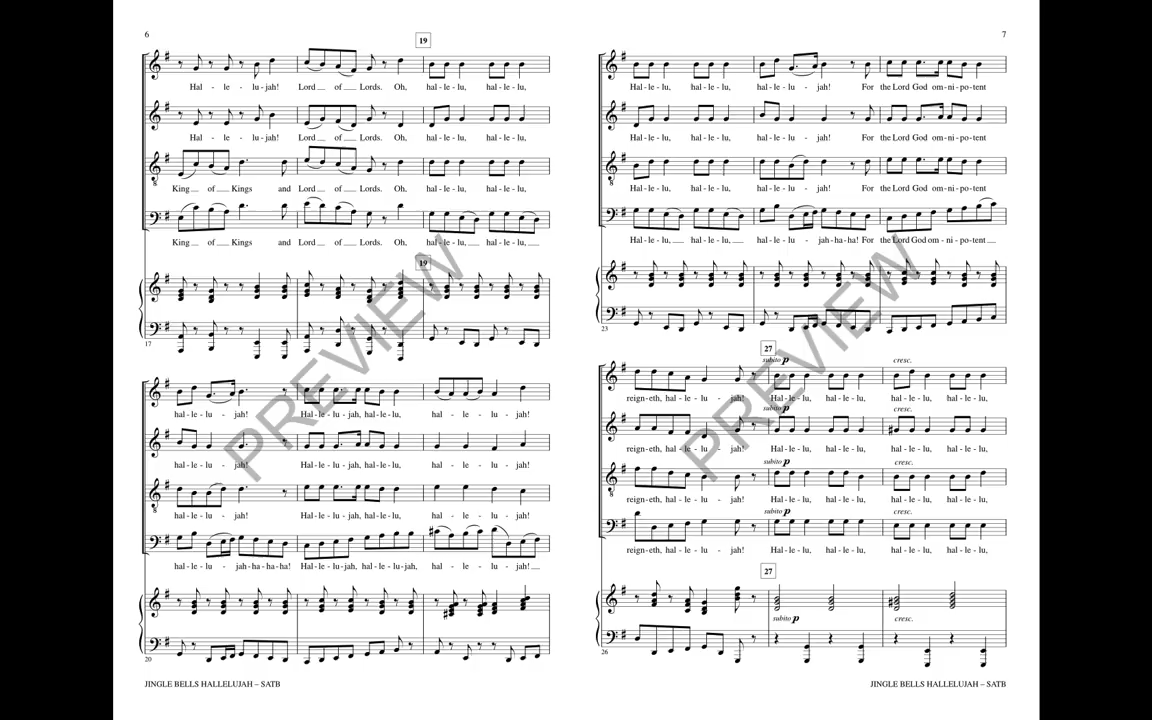 6
19
Hal - le - lu-jah! Lord of Lords. Oh, hal-le-lu, hal-le-lu,
Hal - le - lu-jah! Lord of Lords. Oh, hal-le-lu, hal-le-lu,
King of Kings and Lord of Lords. Oh, hal-le-lu, hal-le-lu,
King of Kings and Lord of Lords. Oh, hal-le-lu, hal-le-lu,
19
17
hal-le-lu - jah! Hal-le-lu-jah, hal-le-lu, hal - le - lu - jah!
hal-le-lu - jah! Hal-le-lu-jah, hal-le-lu, hal - le - lu - jah!
hal-le-lu - jah! Hal-le-lu-jah, hal-le-lu, hal - le - lu - jah!
hal-le-lu - jah-ha-ha-ha! Hal-le-lu-jah, hal-le-lu-jah, hal - le - lu - jah!
20
PREVIEW
JINGLE BELLS HALLELUJAH – SATB
7
Hal-le-lu, hal-le-lu, hal-le-lu - jah! For the Lord God om-ni-po-tent
Hal-le-lu, hal-le-lu, hal-le-lu - jah! For the Lord God om-ni-po-tent
Hal-le-lu, hal-le-lu, hal-le-lu - jah! For the Lord God om-ni-po-tent
Hal-le-lu, hal-le-lu, hal-le-lu - jah-ha-ha! For the Lord God om-ni-po-tent
23
27
subito p cresc.
reign-eth, hal-le-lu - jah! Hal-le-lu, hal-le-lu, hal-le-lu, hal-le-lu,
subito p cresc.
reign-eth, hal-le-lu - jah! Hal-le-lu, hal-le-lu, hal-le-lu, hal-le-lu,
subito p cresc.
reign-eth, hal-le-lu - jah! Hal-le-lu, hal-le-lu, hal-le-lu, hal-le-lu,
subito p cresc.
reign-eth, hal-le-lu - jah! Hal-le-lu, hal-le-lu, hal-le-lu, hal-le-lu,
27
subito p cresc.
26
PREVIEW
JINGLE BELLS HALLELUJAH – SATB